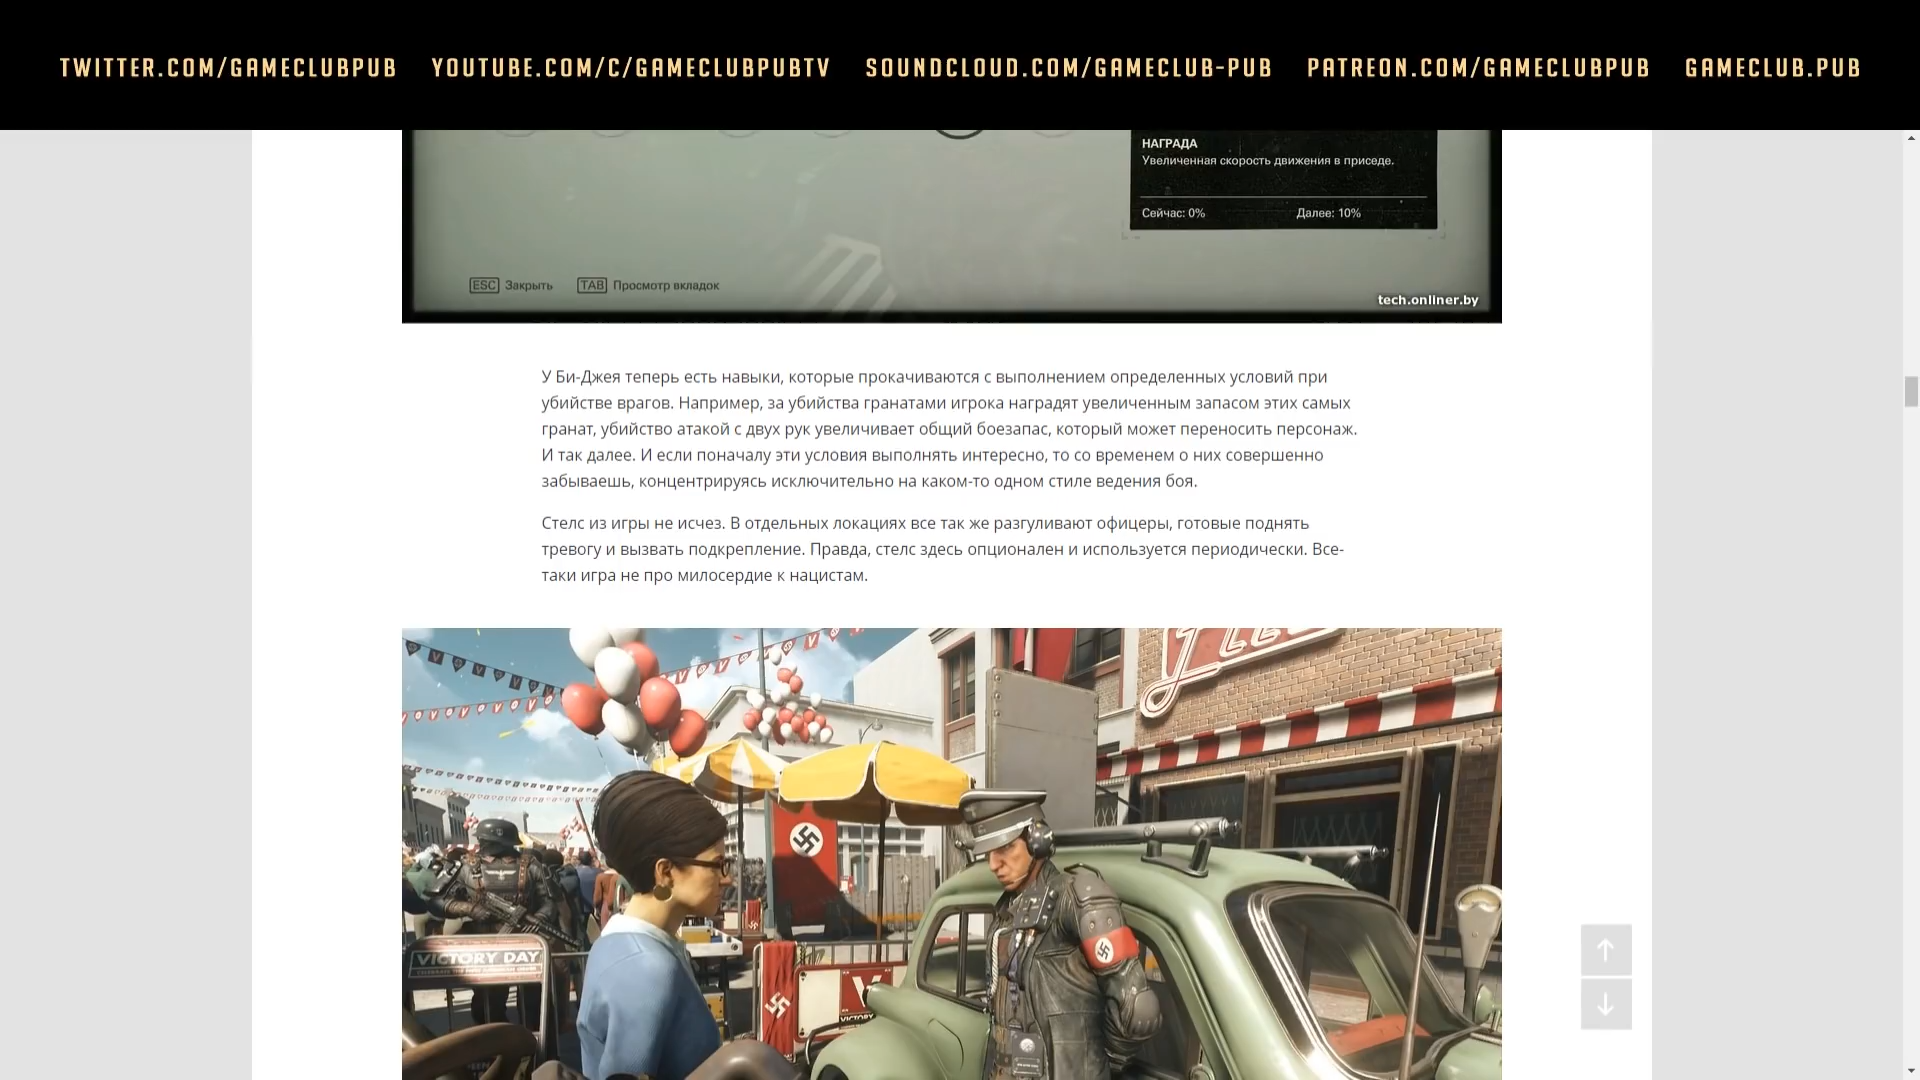 TWITTER.COM/GAMECLUBPUB YOUTUBE.COM/C/GAMECLUBPUBTV SOUNDCLOUD.COM/GAMECLUB-PUB PATREON.COM/GAMECLUBPUB GAMECLUB.PUB
НАГРАДА
Увеличенная скорость движения в приседе.
Сейчас: 0% Далее: 10%
ESC Закрыть TAB Просмотр вкладок
tech.onliner.by
У Би-Джея теперь есть навыки, которые прокачиваются с выполнением определенных условий при
убийстве врагов. Например, за убийства гранатами игрока наградят увеличенным запасом этих самых
гранат, убийство атакой с двух рук увеличивает общий боезапас, который может переносить персонаж.
И так далее. И если поначалу эти условия выполнять интересно, то со временем о них совершенно
забываешь, концентрируясь исключительно на каком-то одном стиле ведения боя.
Стелс из игры не исчез. В отдельных локациях все так же разгуливают офицеры, готовые поднять
тревогу и вызвать подкрепление. Правда, стелс здесь опционален и используется периодически. Все-
таки игра не про милосердие к нацистам.
VICTORY DAY
V
VICTORY